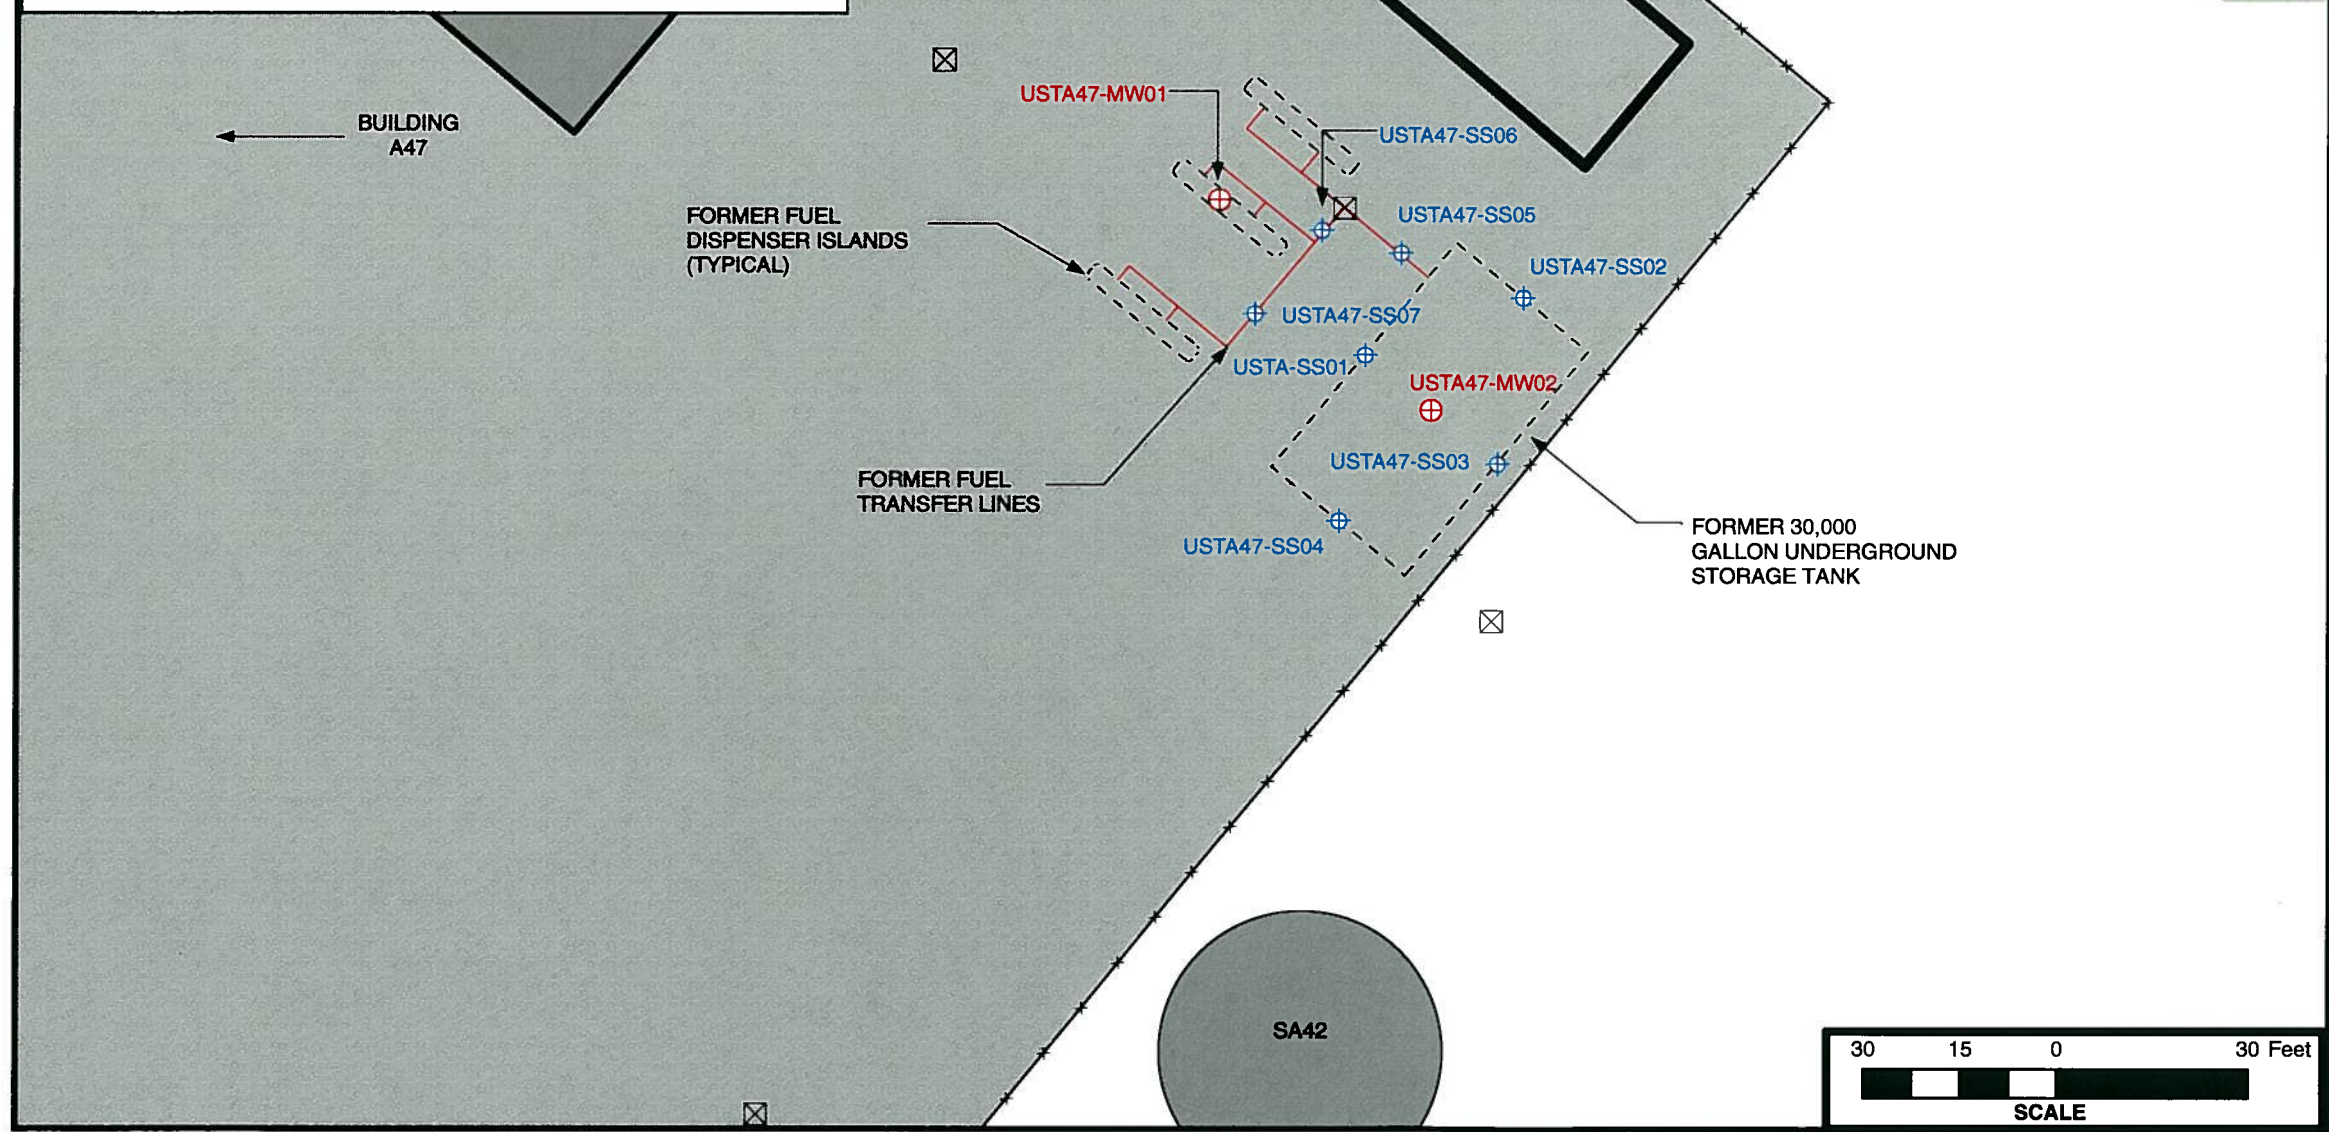 USTA47-MW01
BUILDING
A47
USTA47-SS06
FORMER FUEL
DISPENSER ISLANDS
(TYPICAL)
USTA47-SS05
USTA47-SS02
USTA47-SS07
USTA-SS01
USTA47-MW02
USTA47-SS03
FORMER FUEL
TRANSFER LINES
USTA47-SS04
FORMER 30,000
GALLON UNDERGROUND
STORAGE TANK
SA42
30 15 0 30 Feet
SCALE